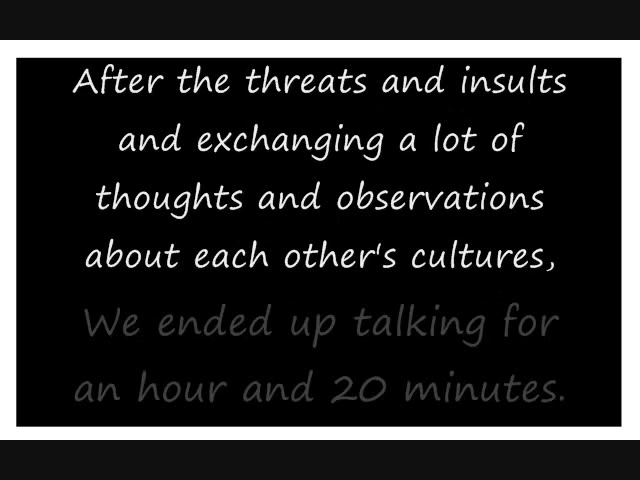 After the threats and insults
and exchanging a lot of
thoughts and observations
about each other's cultures,
We ended up talking for
an hour and 20 minutes.